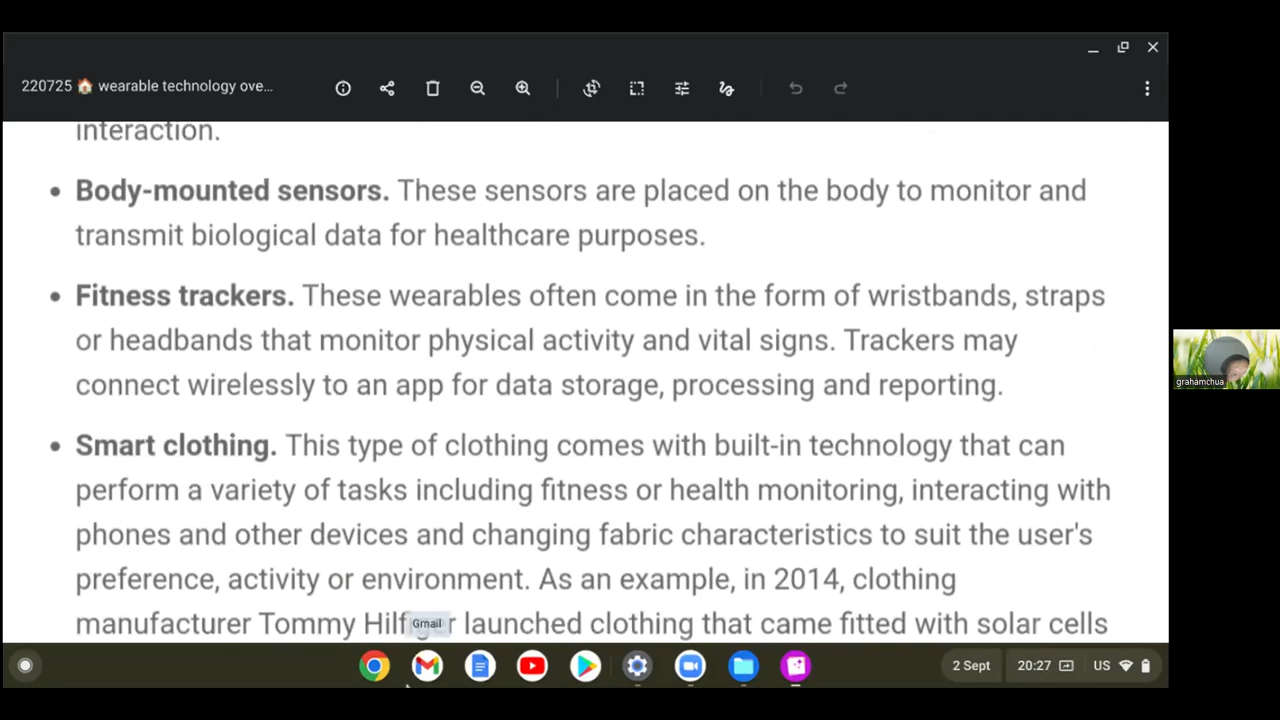 220725 🏠 wearable technology ove...
interaction.
• Body-mounted sensors. These sensors are placed on the body to monitor and
transmit biological data for healthcare purposes.
• Fitness trackers. These wearables often come in the form of wristbands, straps
or headbands that monitor physical activity and vital signs. Trackers may
connect wirelessly to an app for data storage, processing and reporting.
• Smart clothing. This type of clothing comes with built-in technology that can
perform a variety of tasks including fitness or health monitoring, interacting with
phones and other devices and changing fabric characteristics to suit the user's
preference, activity or environment. As an example, in 2014, clothing
manufacturer Tommy Hilfiger launched clothing that came fitted with solar cells
Gmail
grahamchua
2 Sept 20:27 US